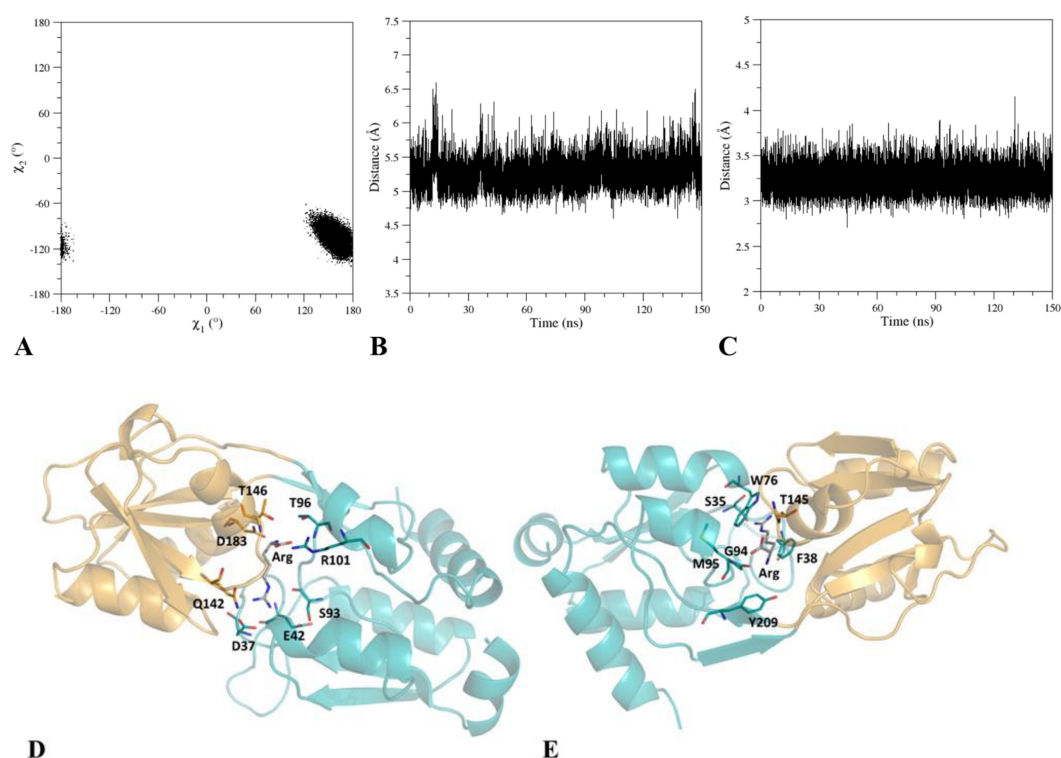 180
120
60
0
-60
-120
-180
χ2 (°)
-180 -120 -60 0 60 120 180
χ1 (°)
A
7.5
7
6.5
6
5.5
5
4.5
4
3.5
Distance (Å)
0 30 60 90 120 150
Time (ns)
B
5
4.5
4
3.5
3
2.5
2
Distance (Å)
0 30 60 90 120 150
Time (ns)
C
T146
T96
D183
Arg
R101
Q142
S93
D37
E42
D
W76
S35
T145
G94
M95
F38
Arg
Y209
E